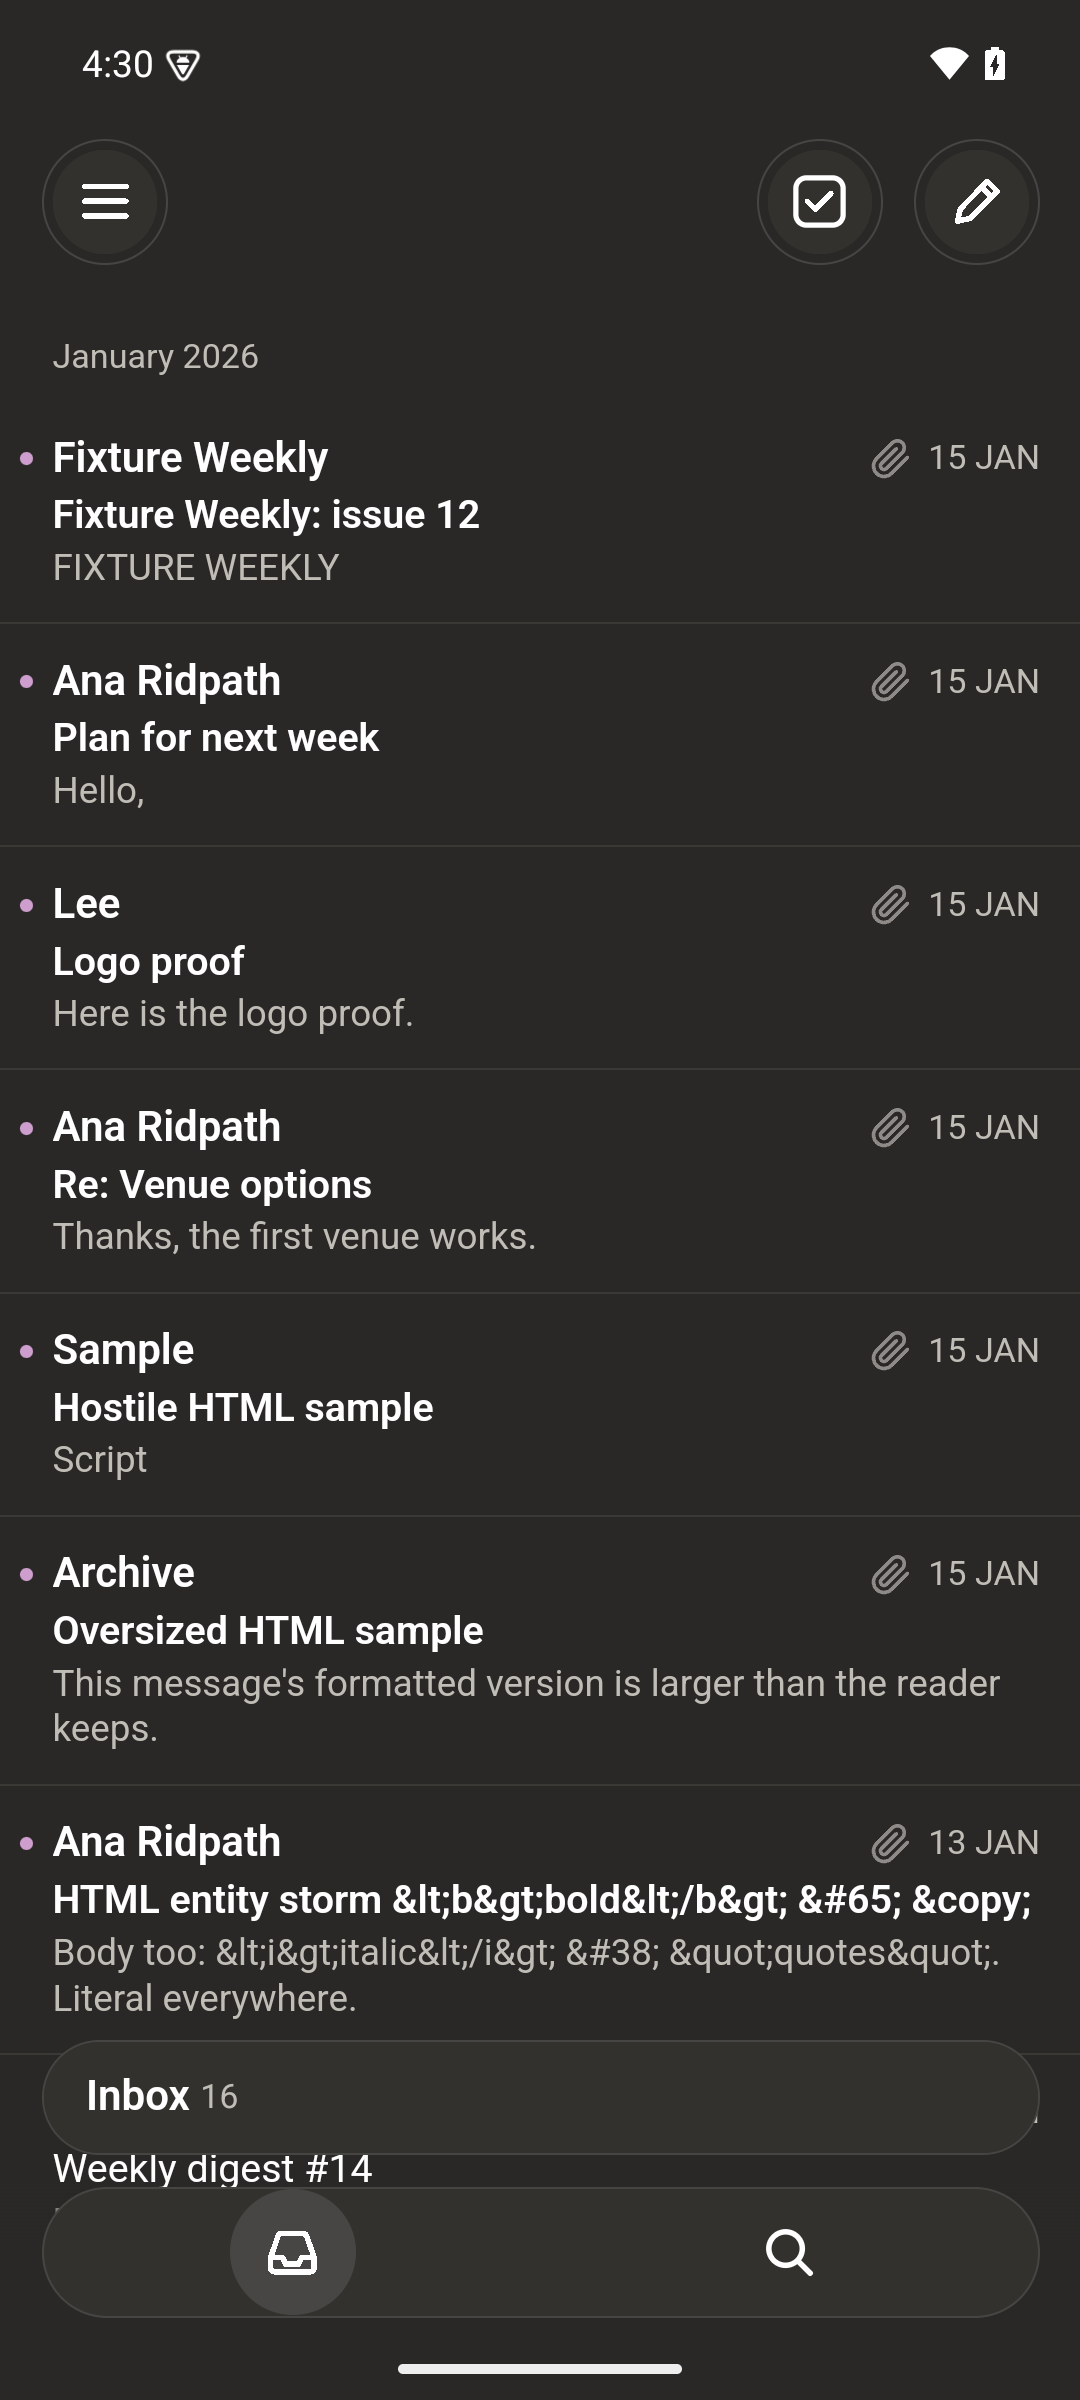 4:30
January 2026
Fixture Weekly 15 JAN
Fixture Weekly: issue 12
FIXTURE WEEKLY
Ana Ridpath 15 JAN
Plan for next week
Hello,
Lee 15 JAN
Logo proof
Here is the logo proof.
Ana Ridpath 15 JAN
Re: Venue options
Thanks, the first venue works.
Sample 15 JAN
Hostile HTML sample
Script
Archive 15 JAN
Oversized HTML sample
This message's formatted version is larger than the reader
keeps.
Ana Ridpath 13 JAN
HTML entity storm &lt;b&gt;bold&lt;/b&gt; &#65; &copy;
Body too: &lt;i&gt;italic&lt;/i&gt; &#38; &quot;quotes&quot;.
Literal everywhere.
Inbox 16
Weekly digest #14